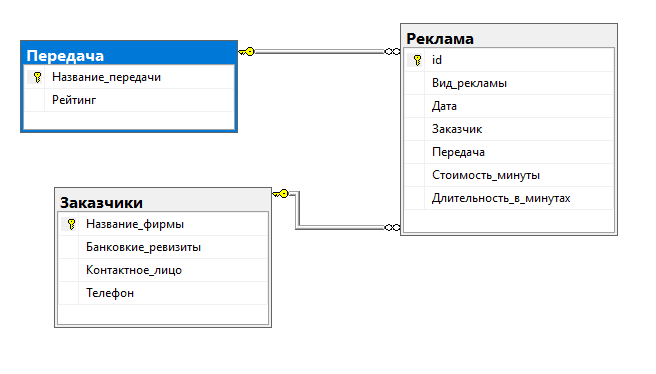 Передача
Название_передачи
Рейтинг
Реклама
id
Вид_рекламы
Дата
Заказчик
Передача
Стоимость_минуты
Длительность_в_минутах
Заказчики
Название_фирмы
Банковкие_ревизиты
Контактное_лицо
Телефон